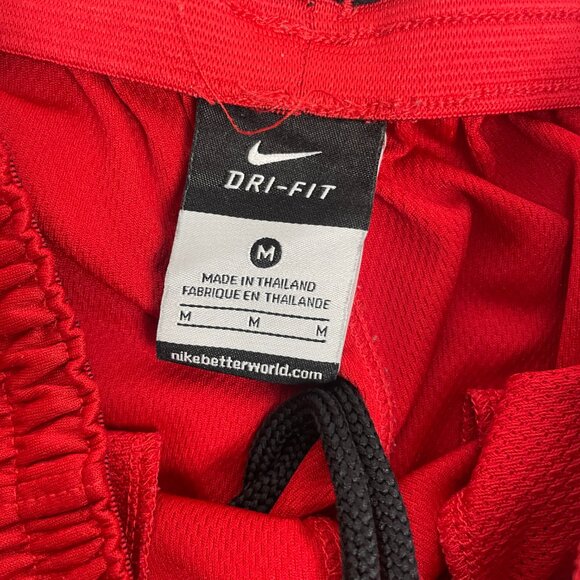 DRI-FIT
M
MADE IN THAILAND
FABRIQUE EN THAILANDE
M M M
nikebetterworld.com